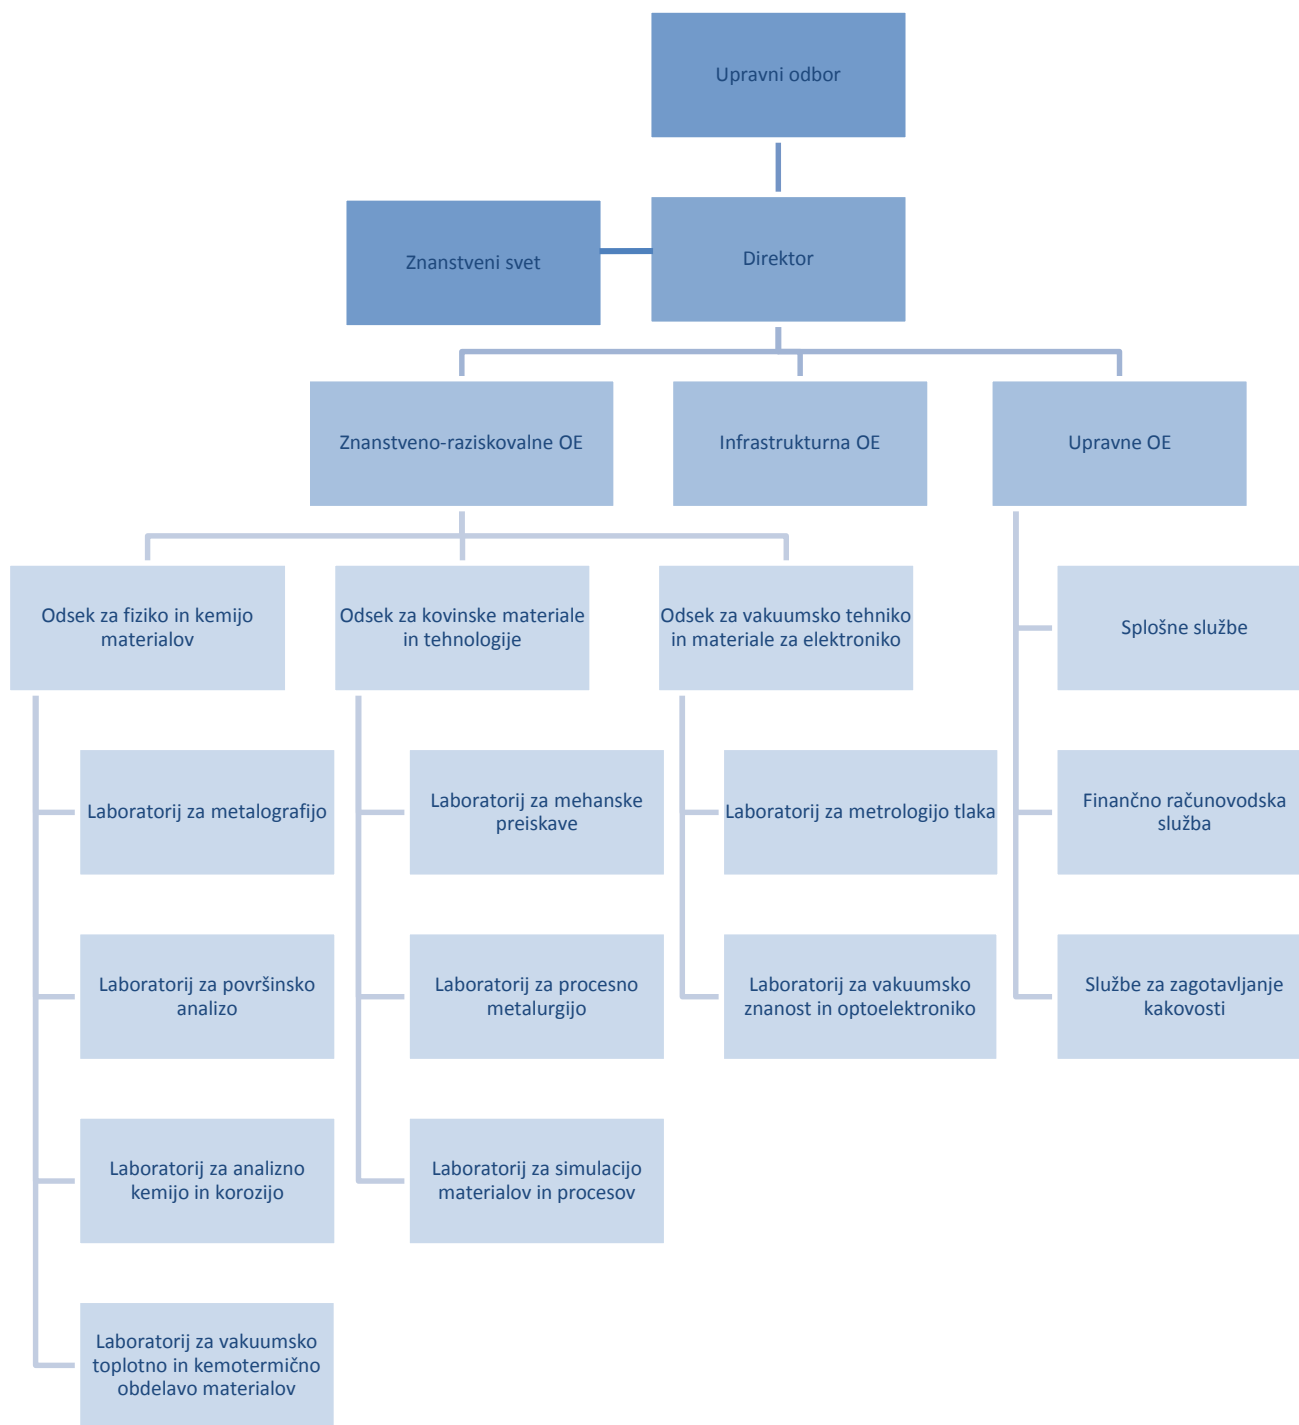 Upravni odbor
Znanstveni svet
Direktor
Znanstveno-raziskovalne OE
Infrastrukturna OE
Upravne OE
Odsek za fiziko in kemijo
materialov
Odsek za kovinske materiale
in tehnologije
Odsek za vakuumsko tehniko
in materiale za elektroniko
Splošne službe
Laboratorij za metalografijo
Laboratorij za mehanske
preiskave
Laboratorij za metrologijo tlaka
Finančno računovodska
služba
Laboratorij za površinsko
analizo
Laboratorij za procesno
metalurgijo
Laboratorij za vakuumsko
znanost in optoelektroniko
Službe za zagotavljanje
kakovosti
Laboratorij za analizno
kemijo in korozijo
Laboratorij za simulacijo
materialov in procesov
Laboratorij za vakuumsko
toplotno in kemotermično
obdelavo materialov